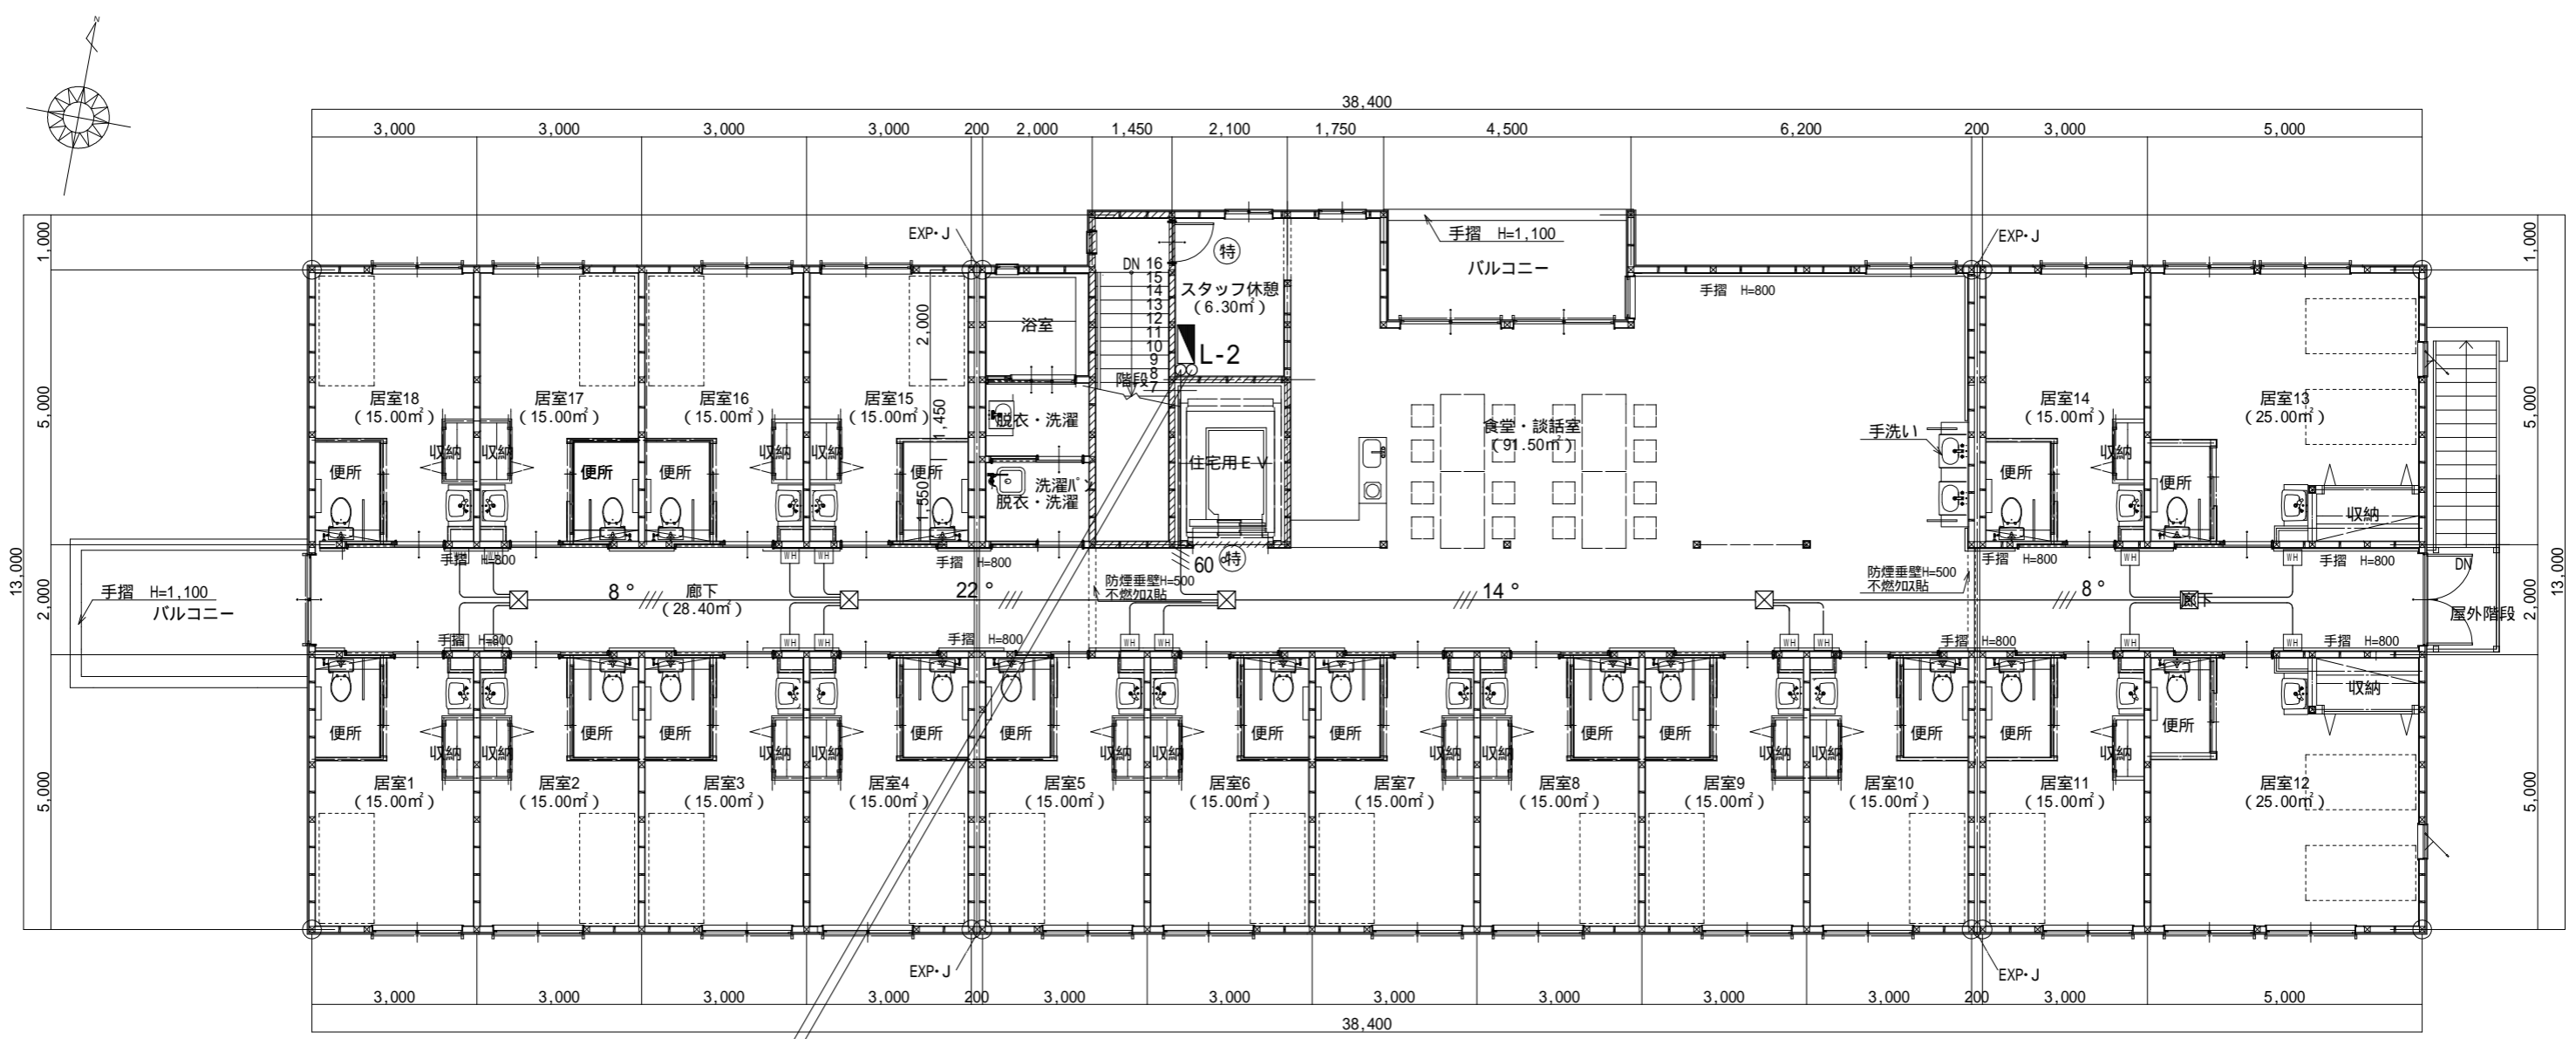 N
38,400
3,000
3,000
3,000
3,000
200
2,000
1,450
2,100
1,750
4,500
6,200
200
3,000
5,000
1,000
5,000
2,000
5,000
13,000
1,000
5,000
2,000
5,000
13,000
EXP・J
EXP・J
手摺 H=1,100
バルコニー
手摺 H=800
特
スタッフ休憩
(6.30㎡)
L-2
DN 16
15
14
13
12
11
10
9
8
7
階段
浴室
2,000
1,450
1,550
脱衣・洗濯
洗濯パン
脱衣・洗濯
住宅用EV
食堂・談話室
(91.50㎡)
手洗い
居室18
(15.00㎡)
居室17
(15.00㎡)
居室16
(15.00㎡)
居室15
(15.00㎡)
居室14
(15.00㎡)
居室13
(25.00㎡)
便所
収納
収納
便所
便所
収納
収納
便所
便所
収納
便所
収納
手摺 H=800
WH
手摺 H=800
WH
WH
60
特
手摺 H=800
WH
WH
手摺 H=800
DN
手摺 H=1,100
バルコニー
8°
廊下
(28.40㎡)
22°
防煙垂壁H=500
不燃クロス貼
14°
防煙垂壁H=500
不燃クロス貼
8°
廊下
屋外階段
手摺 H=800
WH
WH
手摺 H=800
WH
WH
WH
WH
手摺 H=800
WH
WH
手摺 H=800
便所
収納
収納
便所
便所
収納
収納
便所
便所
収納
収納
便所
便所
収納
収納
便所
便所
収納
収納
便所
便所
収納
便所
収納
居室1
(15.00㎡)
居室2
(15.00㎡)
居室3
(15.00㎡)
居室4
(15.00㎡)
居室5
(15.00㎡)
居室6
(15.00㎡)
居室7
(15.00㎡)
居室8
(15.00㎡)
居室9
(15.00㎡)
居室10
(15.00㎡)
居室11
(15.00㎡)
居室12
(25.00㎡)
EXP・J
EXP・J
3,000
3,000
3,000
3,000
200
3,000
3,000
3,000
3,000
3,000
3,000
200
3,000
5,000
38,400